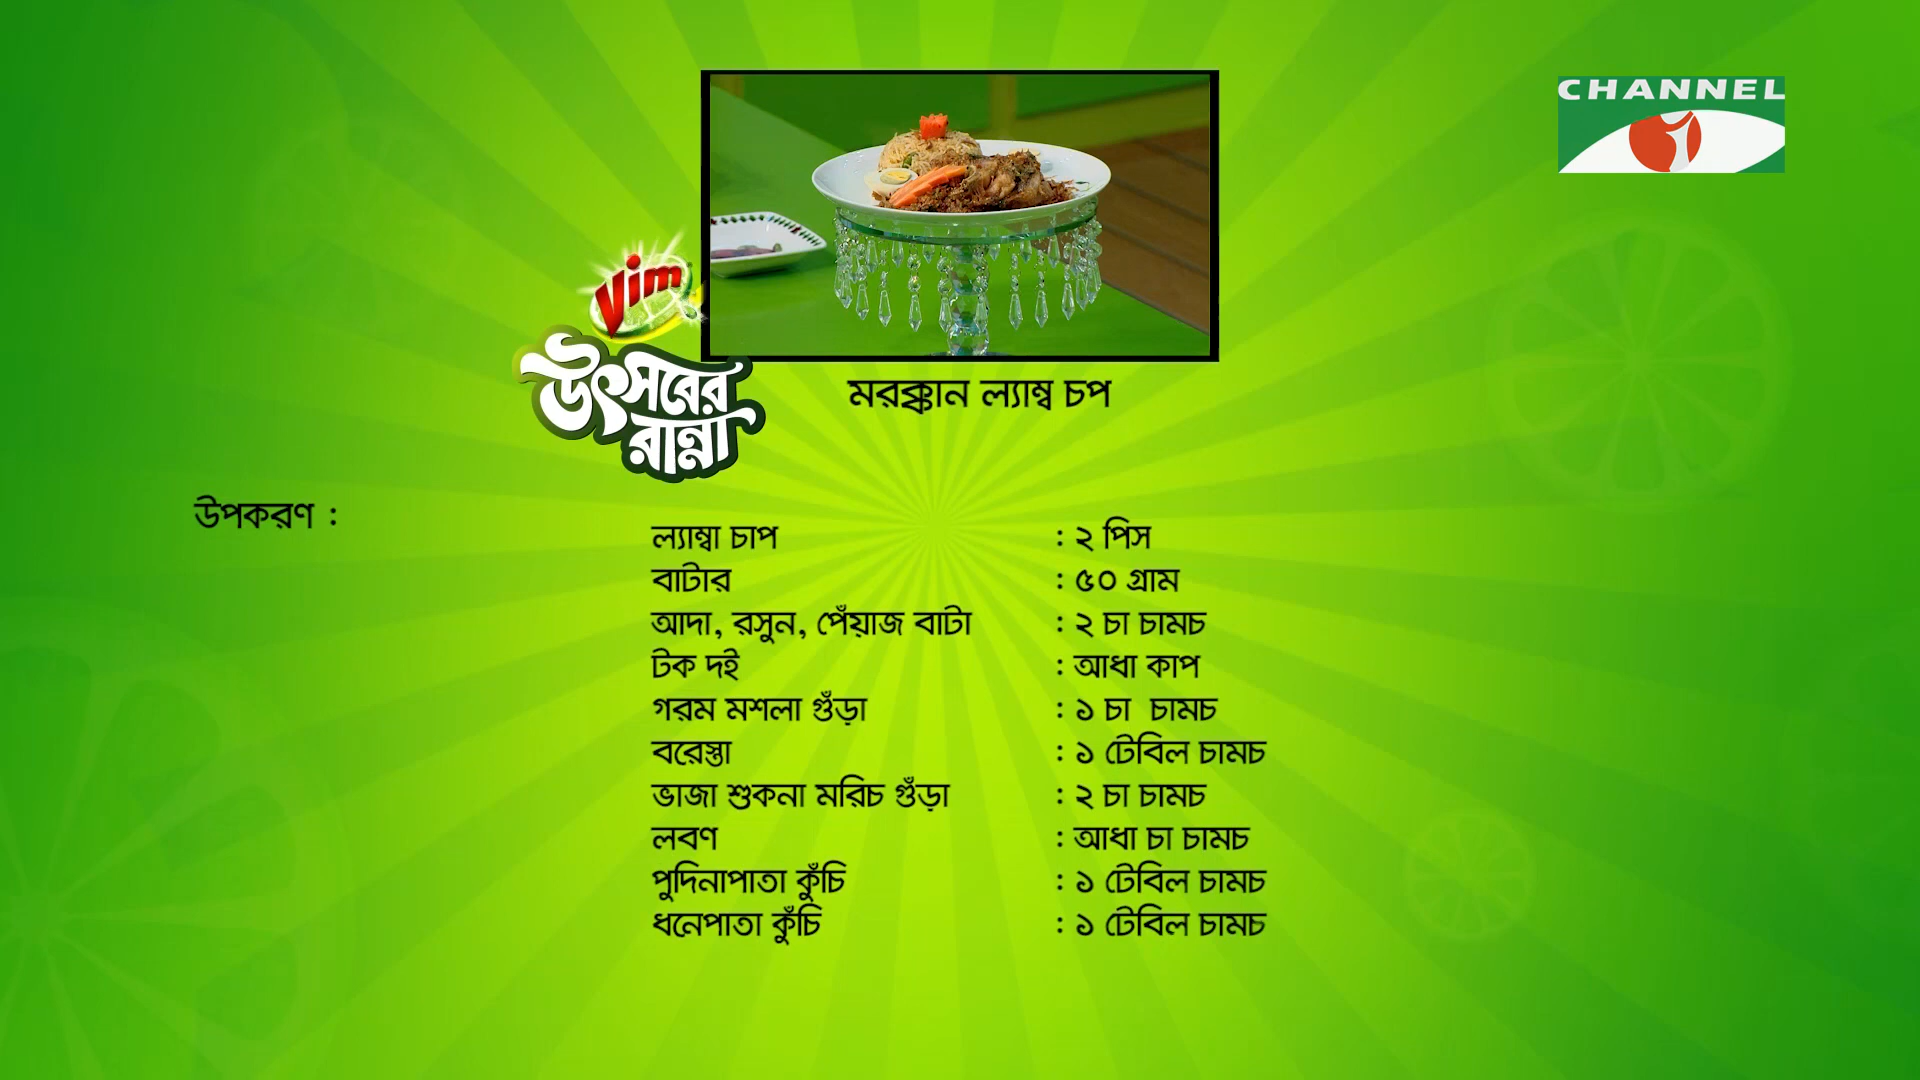 CHANNEL
i
Vim
উৎসবের
রান্না
মরক্কান ল্যাম্ব চপ
উপকরণ :
ল্যাম্বা চাপ : ২ পিস
বাটার : ৫০ গ্রাম
আদা, রসুন, পেঁয়াজ বাটা : ২ চা চামচ
টক দই : আধা কাপ
গরম মশলা গুঁড়া : ১ চা চামচ
বরেস্তা : ১ টেবিল চামচ
ভাজা শুকনা মরিচ গুঁড়া : ২ চা চামচ
লবণ : আধা চা চামচ
পুদিনাপাতা কুঁচি : ১ টেবিল চামচ
ধনেপাতা কুঁচি : ১ টেবিল চামচ